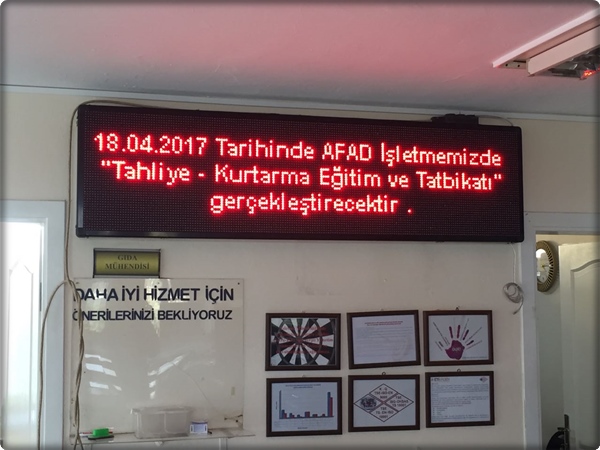 18.04.2017 Tarihinde AFAD İşletmemizde
"Tahliye - Kurtarma Eğitim ve Tatbikatı"
gerçekleştirecektir .
GIDA
MÜHENDİSİ
DAHA İYİ HİZMET İÇİN
ÖNERİLERİNİZİ BEKLİYORUZ